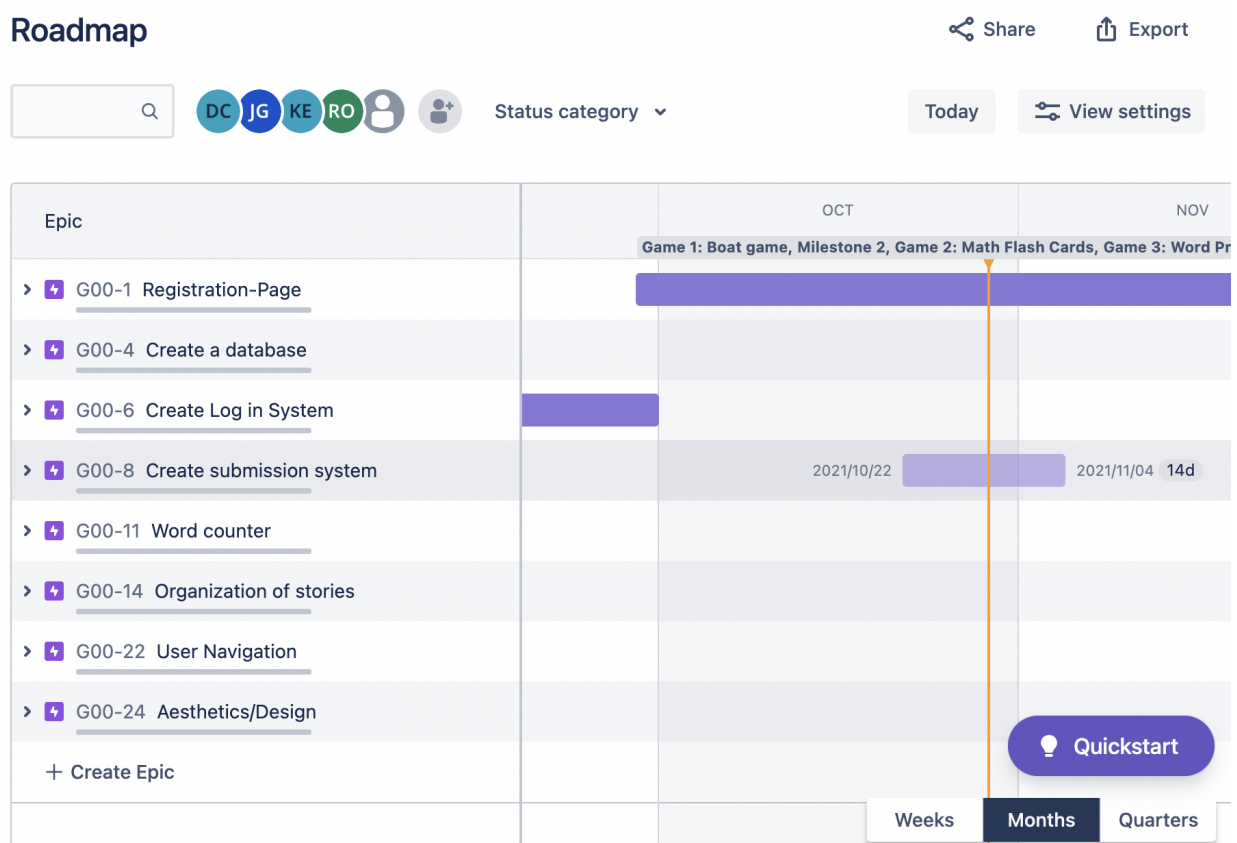 Roadmap
Share
Export
DC JG KE RO
Status category
Today
View settings
Epic
OCT
NOV
Game 1: Boat game, Milestone 2, Game 2: Math Flash Cards, Game 3: Word Pr
G00-1 Registration-Page
G00-4 Create a database
G00-6 Create Log in System
G00-8 Create submission system
2021/10/22
2021/11/04 14d
G00-11 Word counter
G00-14 Organization of stories
G00-22 User Navigation
G00-24 Aesthetics/Design
Quickstart
+ Create Epic
Weeks Months Quarters